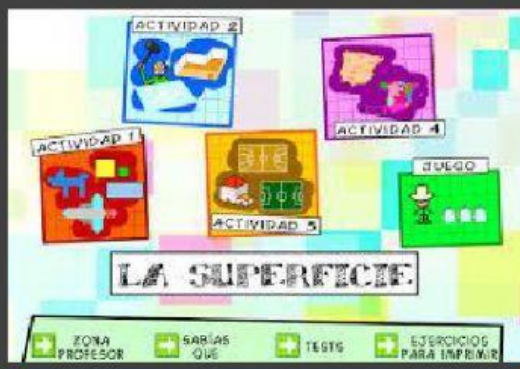 ACTIVIDAD 2
ACTIVIDAD 4
ACTIVIDAD 1
ACTIVIDAD 3
JUEGO
LA SUPERFICIE
ZONA
PROFESOR
SABÍAS
QUE
TESTS
EJERCICIOS
PARA IMPRIMIR